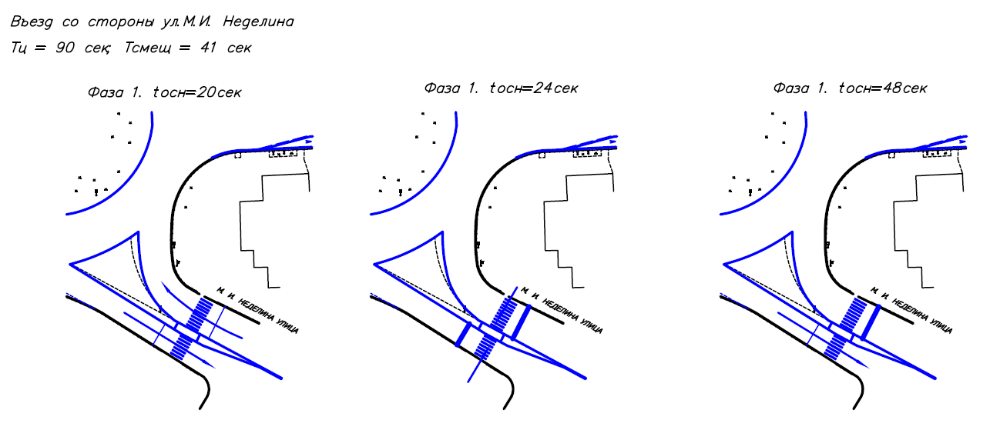 Въезд со стороны ул.М.И. Неделина
Тц = 90 сек, Тсмещ = 41 сек
Фаза 1. tосн=20сек
Фаза 1. tосн=24сек
Фаза 1. tосн=48сек
М. И. НЕДЕЛИНА УЛИЦА
М. И. НЕДЕЛИНА УЛИЦА
М. И. НЕДЕЛИНА УЛИЦА